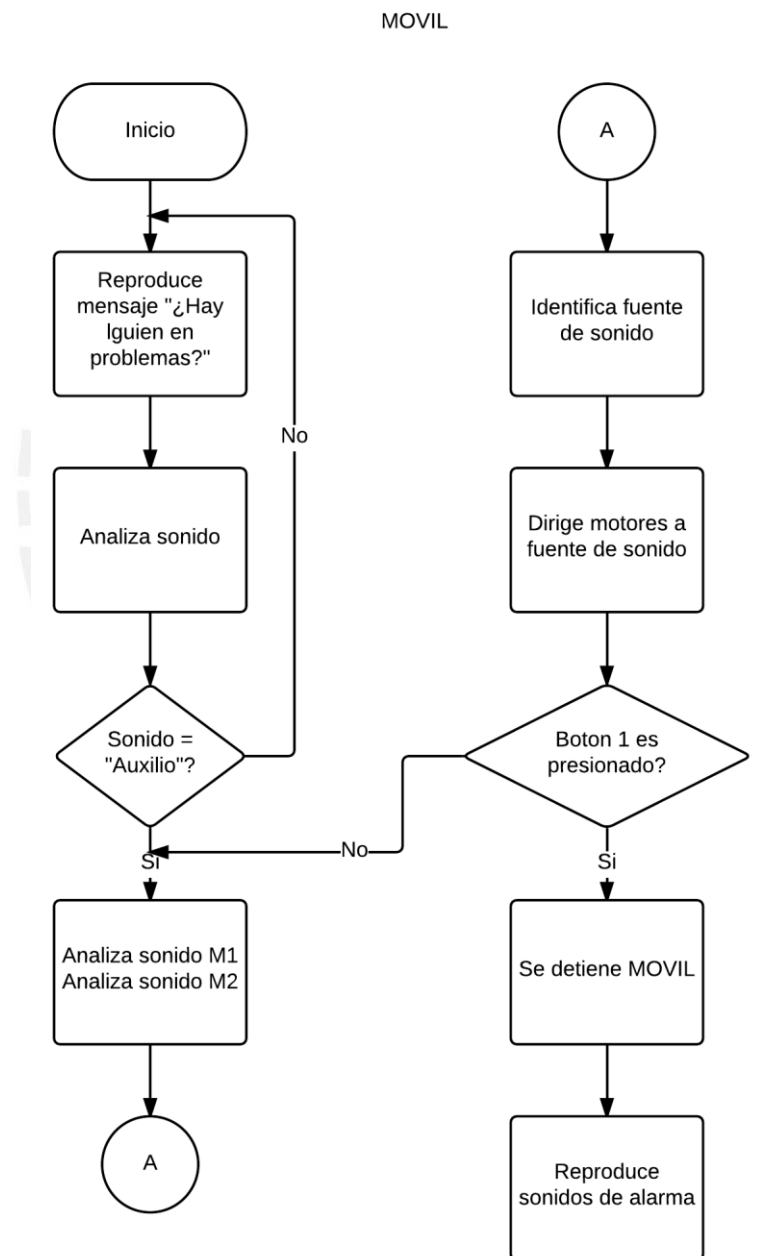 MOVIL
Inicio
Reproduce
mensaje "¿Hay
lguien en
problemas?"
Analiza sonido
No
Sonido =
"Auxilio"?
Si
Analiza sonido M1
Analiza sonido M2
A
A
Identifica fuente
de sonido
Dirige motores a
fuente de sonido
Boton 1 es
presionado?
No
Si
Se detiene MOVIL
Reproduce
sonidos de alarma